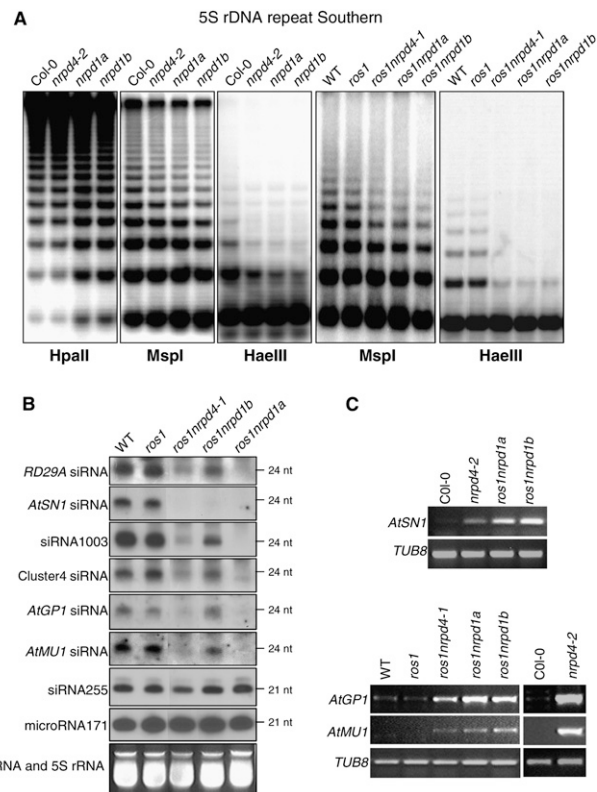 A
5S rDNA repeat Southern
Col-0 nrpd4-2 nrpd1a nrpd1b Col-0 nrpd4-2 nrpd1a nrpd1b Col-0 nrpd4-2 nrpd1a nrpd1b WT ros1 ros1nrpd4-1 ros1nrpd1a ros1nrpd1b WT ros1 ros1nrpd4-1 ros1nrpd1a ros1nrpd1b
HpaII MspI HaeIII MspI HaeIII
B
WT ros1 ros1nrpd4-1 ros1nrpd1b ros1nrpd1a
RD29A siRNA 24 nt
AtSN1 siRNA 24 nt
siRNA1003 24 nt
Cluster4 siRNA 24 nt
AtGP1 siRNA 24 nt
AtMU1 siRNA 24 nt
siRNA255 21 nt
microRNA171 21 nt
RNA and 5S rRNA
C
C0l-0 nrpd4-2 ros1nrpd1a ros1nrpd1b
AtSN1
TUB8
WT ros1 ros1nrpd4-1 ros1nrpd1a ros1nrpd1b C0l-0 nrpd4-2
AtGP1
AtMU1
TUB8